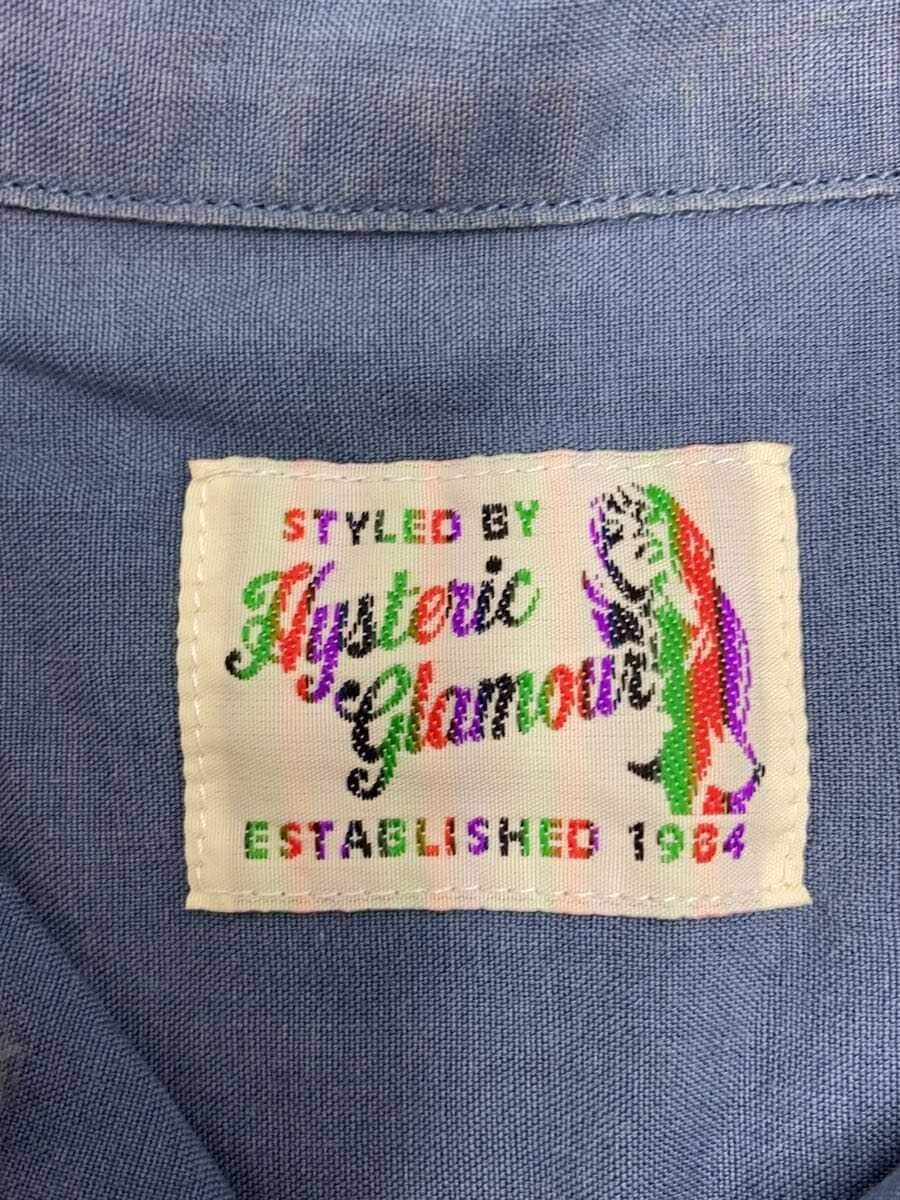 STYLED BY
Hysteric
Glamour
ESTABLISHED 1984